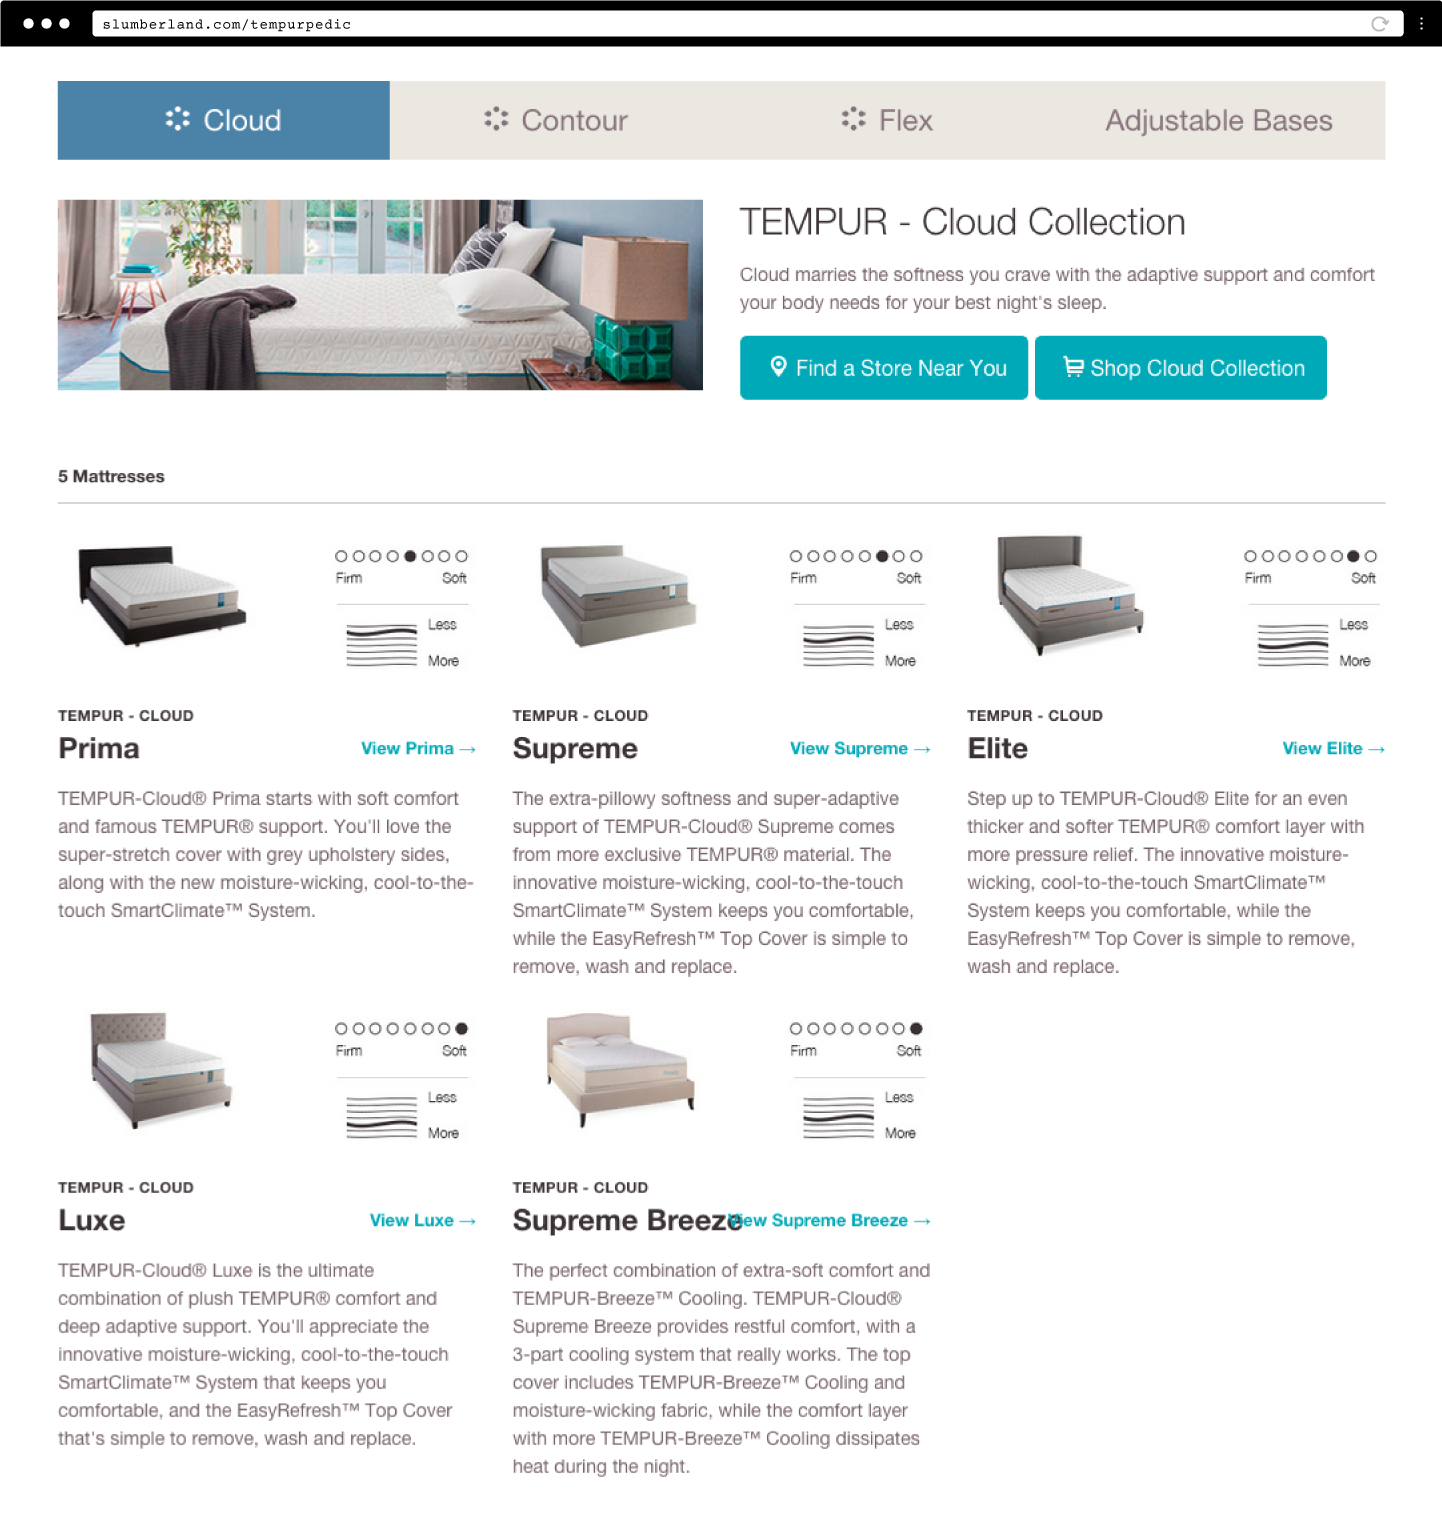 slumberland.com/tempurpedic
Cloud
Contour
Flex
Adjustable Bases
TEMPUR - Cloud Collection
Cloud marries the softness you crave with the adaptive support and comfort
your body needs for your best night's sleep.
Find a Store Near You
Shop Cloud Collection
5 Mattresses
Firm Soft
Less
More
TEMPUR - CLOUD
Prima
View Prima →
TEMPUR-Cloud® Prima starts with soft comfort
and famous TEMPUR® support. You'll love the
super-stretch cover with grey upholstery sides,
along with the new moisture-wicking, cool-to-the-
touch SmartClimate™ System.
Firm Soft
Less
More
TEMPUR - CLOUD
Supreme
View Supreme →
The extra-pillowy softness and super-adaptive
support of TEMPUR-Cloud® Supreme comes
from more exclusive TEMPUR® material. The
innovative moisture-wicking, cool-to-the-touch
SmartClimate™ System keeps you comfortable,
while the EasyRefresh™ Top Cover is simple to
remove, wash and replace.
Firm Soft
Less
More
TEMPUR - CLOUD
Elite
View Elite →
Step up to TEMPUR-Cloud® Elite for an even
thicker and softer TEMPUR® comfort layer with
more pressure relief. The innovative moisture-
wicking, cool-to-the-touch SmartClimate™
System keeps you comfortable, while the
EasyRefresh™ Top Cover is simple to remove,
wash and replace.
Firm Soft
Less
More
TEMPUR - CLOUD
Luxe
View Luxe →
TEMPUR-Cloud® Luxe is the ultimate
combination of plush TEMPUR® comfort and
deep adaptive support. You'll appreciate the
innovative moisture-wicking, cool-to-the-touch
SmartClimate™ System that keeps you
comfortable, and the EasyRefresh™ Top Cover
that's simple to remove, wash and replace.
Firm Soft
Less
More
TEMPUR - CLOUD
Supreme Breeze
View Supreme Breeze →
The perfect combination of extra-soft comfort and
TEMPUR-Breeze™ Cooling. TEMPUR-Cloud®
Supreme Breeze provides restful comfort, with a
3-part cooling system that really works. The top
cover includes TEMPUR-Breeze™ Cooling and
moisture-wicking fabric, while the comfort layer
with more TEMPUR-Breeze™ Cooling dissipates
heat during the night.